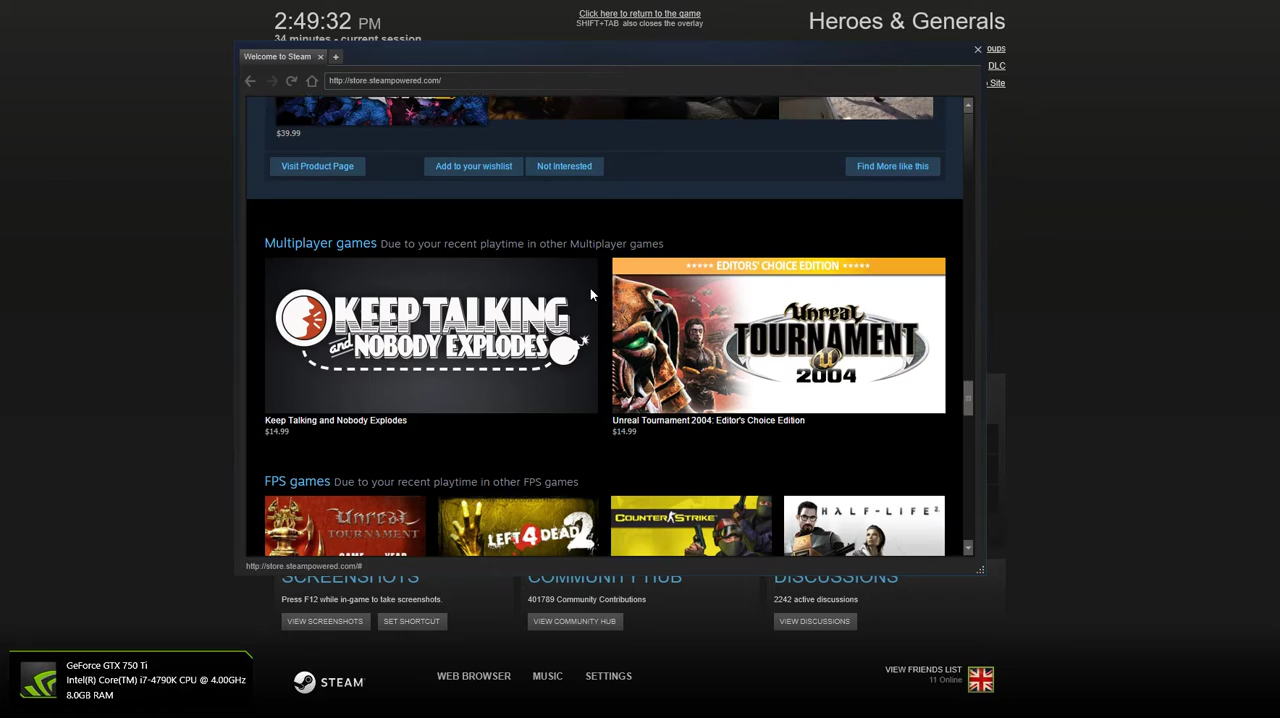 2:49:32 PM
34 minutes - current session
Click here to return to the game
SHIFT+TAB also closes the overlay
Heroes & Generals
oups
DLC
Site
Welcome to Steam
http://store.steampowered.com/
$39.99
Visit Product Page
Add to your wishlist
Not Interested
Find More like this
Multiplayer games Due to your recent playtime in other Multiplayer games
KEEP TALKING
and NOBODY EXPLODES
EDITORS' CHOICE EDITION
UNREAL
TOURNAMENT
2004
Keep Talking and Nobody Explodes
$14.99
Unreal Tournament 2004: Editor's Choice Edition
$14.99
FPS games Due to your recent playtime in other FPS games
UNREAL
TOURNAMENT
GAME
YEAR
LEFT 4 DEAD 2
COUNTER STRIKE
HALF-LIFE 2
http://store.steampowered.com/#
SCREENSHOTS
Press F12 while in-game to take screenshots.
VIEW SCREENSHOTS
SET SHORTCUT
COMMUNITY HUB
401789 Community Contributions
VIEW COMMUNITY HUB
DISCUSSIONS
2242 active discussions
VIEW DISCUSSIONS
GeForce GTX 750 Ti
Intel(R) Core(TM) i7-4790K CPU @ 4.00GHz
8.0GB RAM
STEAM
WEB BROWSER
MUSIC
SETTINGS
VIEW FRIENDS LIST
11 Online